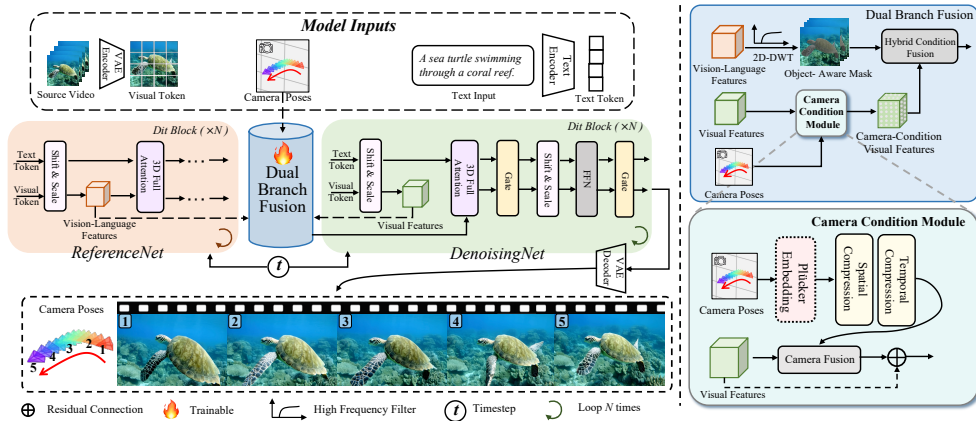 Model Inputs
VAE
Encoder
Source Video
Visual Token
Camera Poses
A sea turtle swimming
through a coral reef.
Text Input
Text
Encoder
Text Token
Dit Block (×N)
Text
Token
Visual
Token
Shift & Scale
3D Full
Attention
Vision-Language
Features
ReferenceNet
Dual
Branch
Fusion
t
Dit Block (×N)
Text
Token
Visual
Token
Shift & Scale
Visual Features
3D Full
Attention
Gate
Shift & Scale
FFN
Gate
DenoisingNet
VAE
Decoder
Camera Poses
1
2
3
4
5
1
2
3
4
5
Residual Connection
Trainable
High Frequency Filter
t
Timestep
Loop N times
Dual Branch Fusion
Vision-Language
Features
2D-DWT
Object- Aware Mask
Hybrid Condition
Fusion
Visual Features
Camera
Condition
Module
Camera-Condition
Visual Features
Camera Poses
Camera Condition Module
Camera Poses
Plücker
Embedding
Spatial
Compression
Temporal
Compression
Camera Fusion
Visual Features